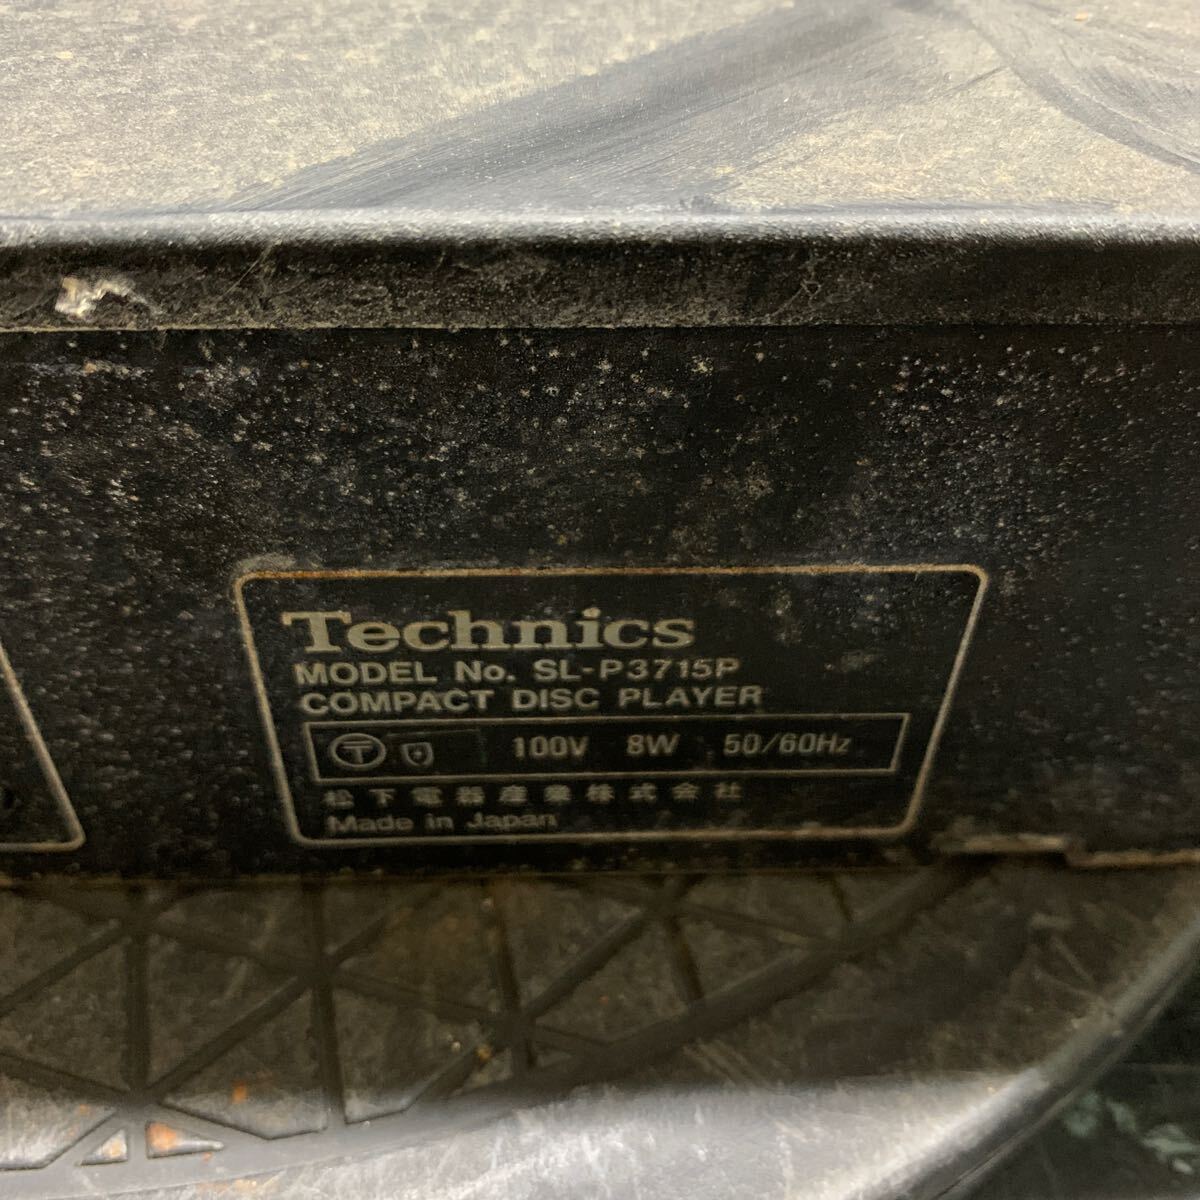 Technics
MODEL No. SL-P3715P
COMPACT DISC PLAYER
T 100V 8W 50/60Hz
松下電器産業株式会社
Made in Japan